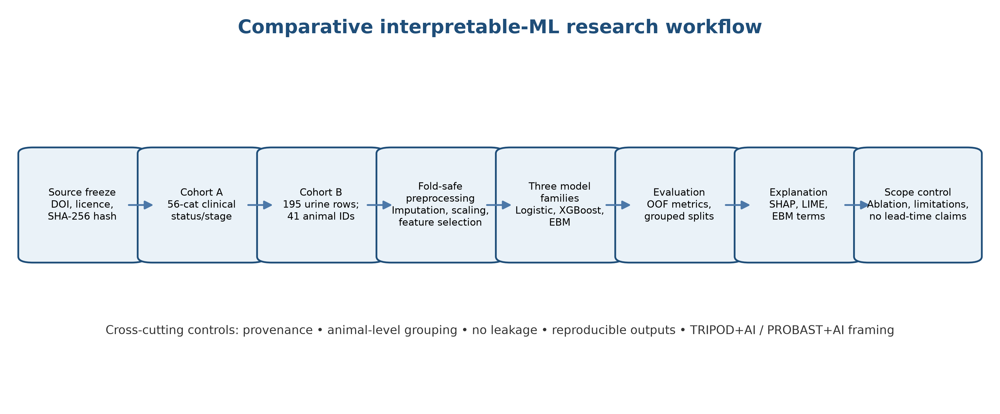 Comparative interpretable-ML research workflow
Source freeze
DOI, licence,
SHA-256 hash
Cohort A
56-cat clinical
status/stage
Cohort B
195 urine rows;
41 animal IDs
Fold-safe
preprocessing
Imputation, scaling,
feature selection
Three model
families
Logistic, XGBoost,
EBM
Evaluation
OOF metrics,
grouped splits
Explanation
SHAP, LIME,
EBM terms
Scope control
Ablation, limitations,
no lead-time claims
Cross-cutting controls: provenance • animal-level grouping • no leakage • reproducible outputs • TRIPOD+AI / PROBAST+AI framing